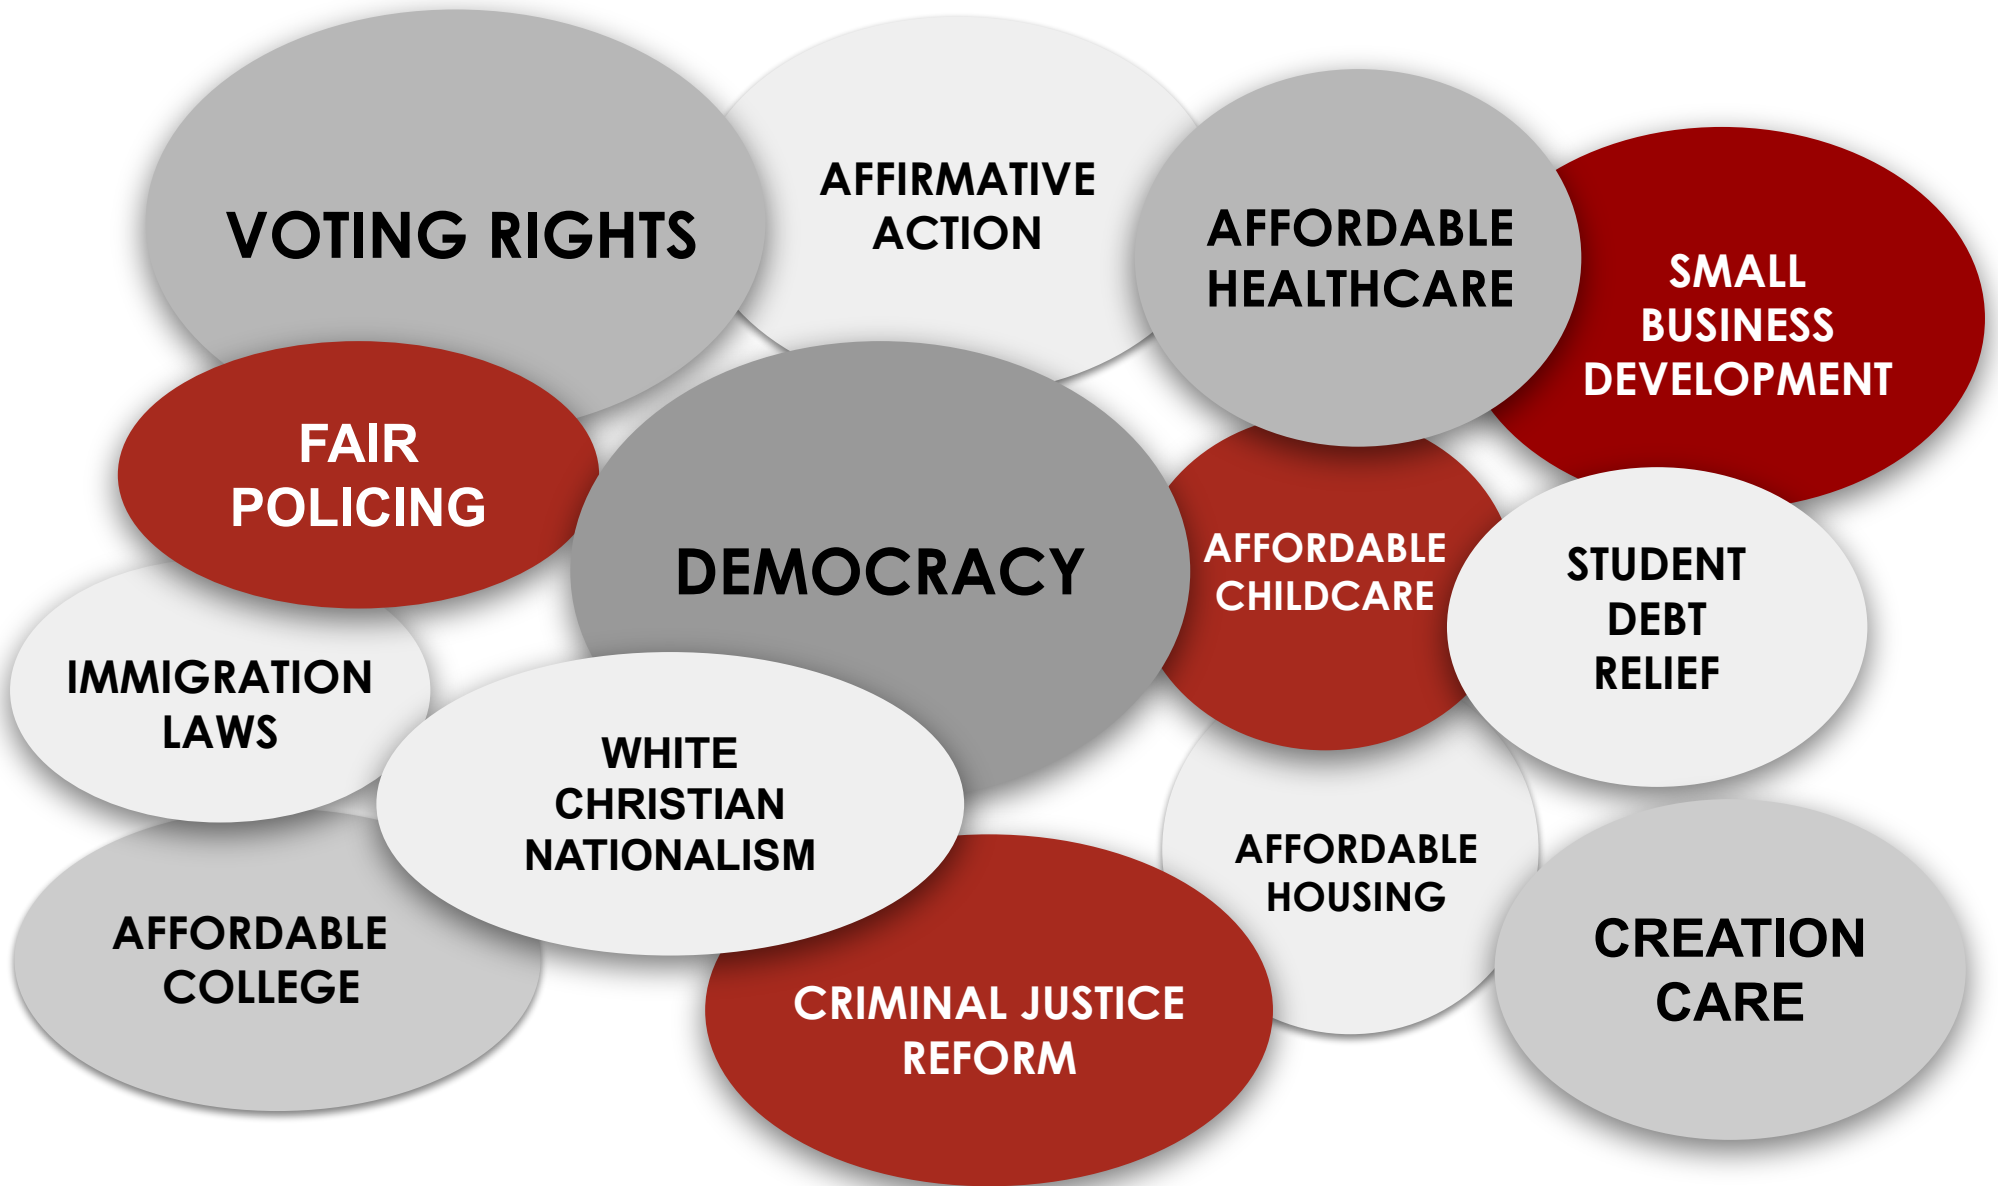 VOTING RIGHTS
AFFIRMATIVE
ACTION
AFFORDABLE
HEALTHCARE
SMALL
BUSINESS
DEVELOPMENT
FAIR
POLICING
DEMOCRACY
AFFORDABLE
CHILDCARE
STUDENT
DEBT
RELIEF
IMMIGRATION
LAWS
WHITE
CHRISTIAN
NATIONALISM
AFFORDABLE
HOUSING
AFFORDABLE
COLLEGE
CRIMINAL JUSTICE
REFORM
CREATION
CARE